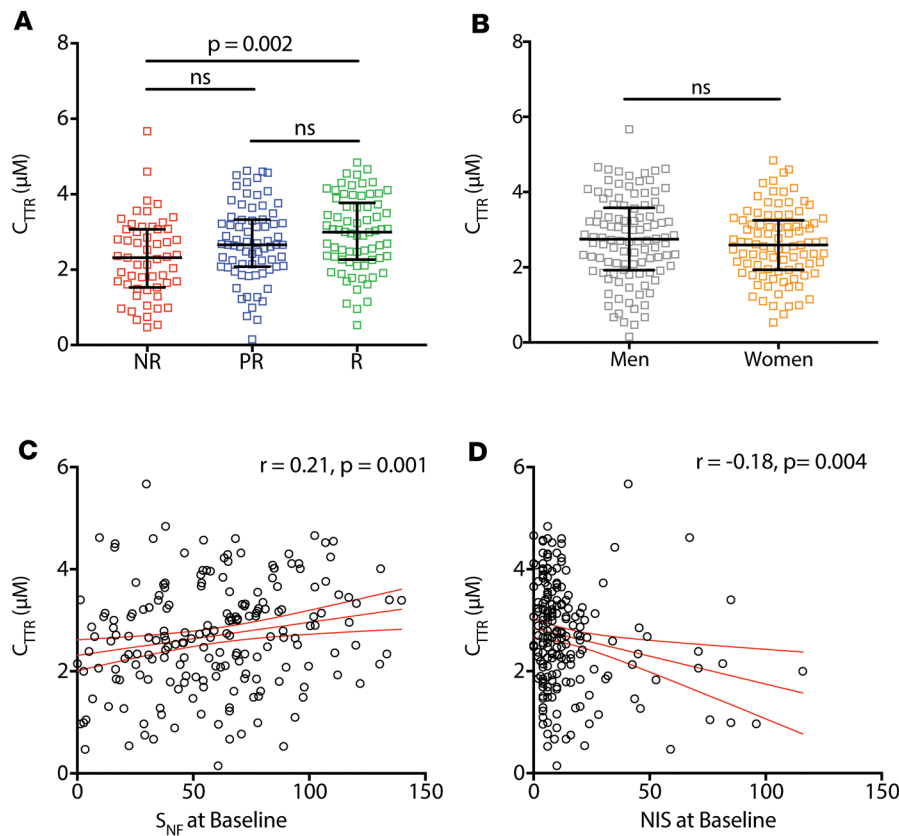 A
8
6
4
2
0
C_TTR (µM)
p = 0.002
ns
ns
NR PR R
B
8
6
4
2
0
C_TTR (µM)
ns
Men Women
C
r = 0.21, p = 0.001
6
4
2
0
C_TTR (µM)
0 50 100 150
S_NF at Baseline
D
r = -0.18, p= 0.004
6
4
2
0
C_TTR (µM)
0 50 100 150
NIS at Baseline